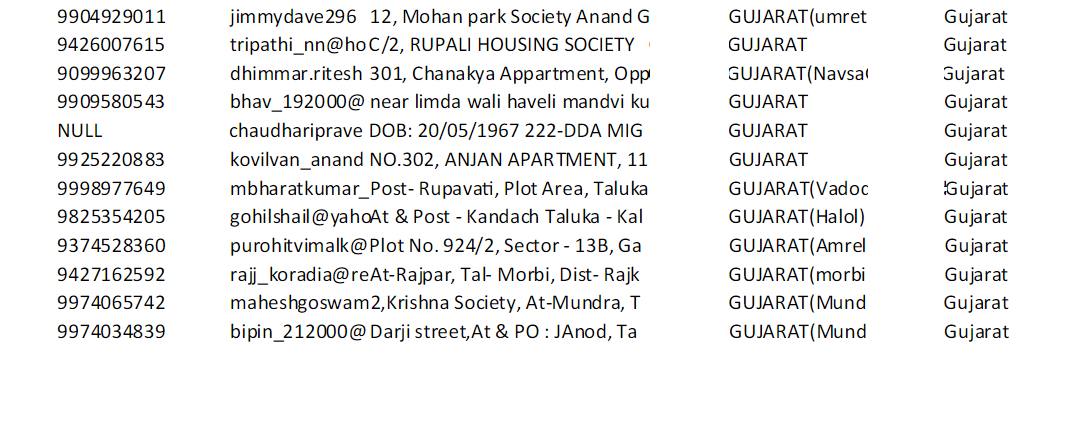 9904929011 jimmydave296 12, Mohan park Society Anand G GUJARAT(umret Gujarat
9426007615 tripathi_nn@ho C/2, RUPALI HOUSING SOCIETY GUJARAT Gujarat
9099963207 dhimmar.ritesh 301, Chanakya Appartment, Opp GUJARAT(Navsa Gujarat
9909580543 bhav_192000@ near limda wali haveli mandvi ku GUJARAT Gujarat
NULL chaudhariprave DOB: 20/05/1967 222-DDA MIG GUJARAT Gujarat
9925220883 kovilvan_anand NO.302, ANJAN APARTMENT, 11 GUJARAT Gujarat
9998977649 mbharatkumar_ Post- Rupavati, Plot Area, Taluka GUJARAT(Vadod Gujarat
9825354205 gohilshail@yaho At & Post - Kandach Taluka - Kal GUJARAT(Halol) Gujarat
9374528360 purohitvimalk@ Plot No. 924/2, Sector - 13B, Ga GUJARAT(Amrel Gujarat
9427162592 rajj_koradia@re At-Rajpar, Tal- Morbi, Dist- Rajk GUJARAT(morbi Gujarat
9974065742 maheshgoswam 2,Krishna Society, At-Mundra, T GUJARAT(Mund Gujarat
9974034839 bipin_212000@ Darji street,At & PO : JAnod, Ta GUJARAT(Mund Gujarat